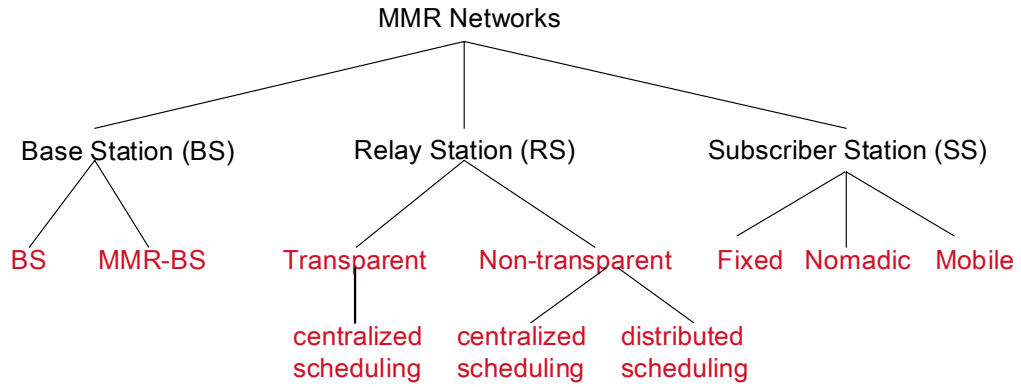 MMR Networks
Base Station (BS) Relay Station (RS) Subscriber Station (SS)
BS MMR-BS Transparent Non-transparent Fixed Nomadic Mobile
centralized centralized distributed
scheduling scheduling scheduling